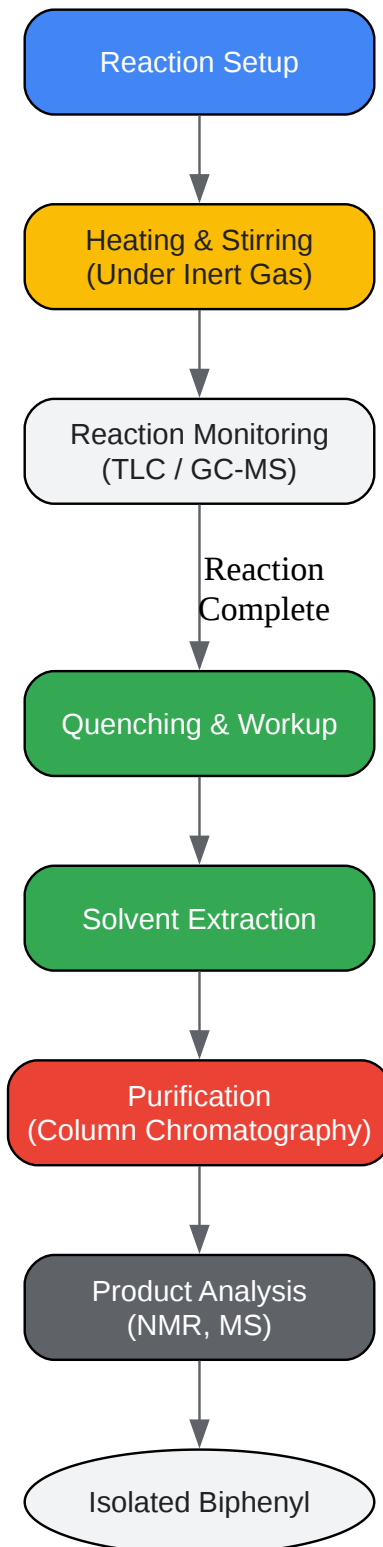 Reaction Setup
Heating & Stirring
(Under Inert Gas)
Reaction Monitoring
(TLC / GC-MS)
Reaction
Complete
Quenching & Workup
Solvent Extraction
Purification
(Column Chromatography)
Product Analysis
(NMR, MS)
Isolated Biphenyl